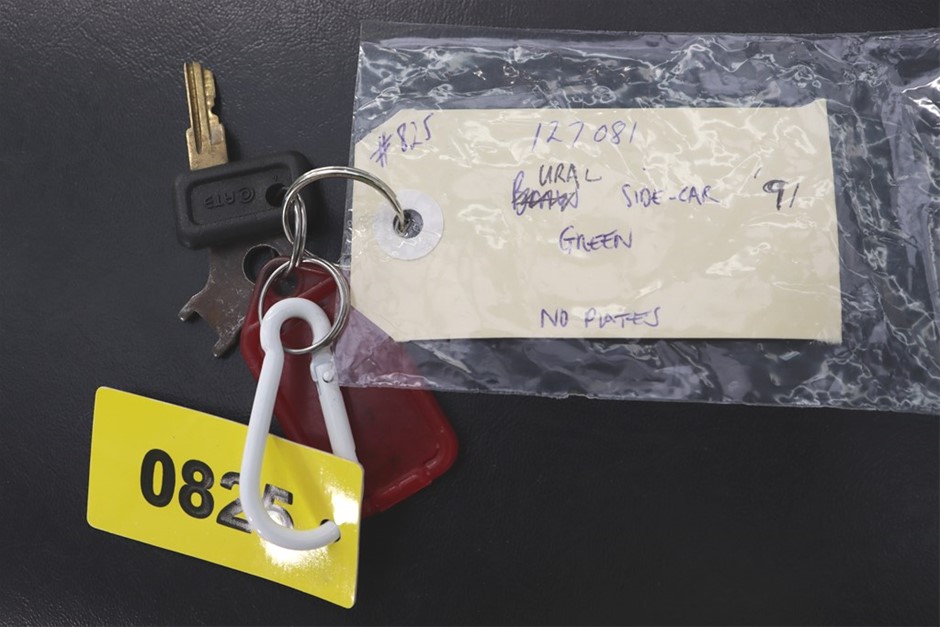 #825
127081
URAL
SIDE-CAR '91
GREEN
NO PLATES
0825